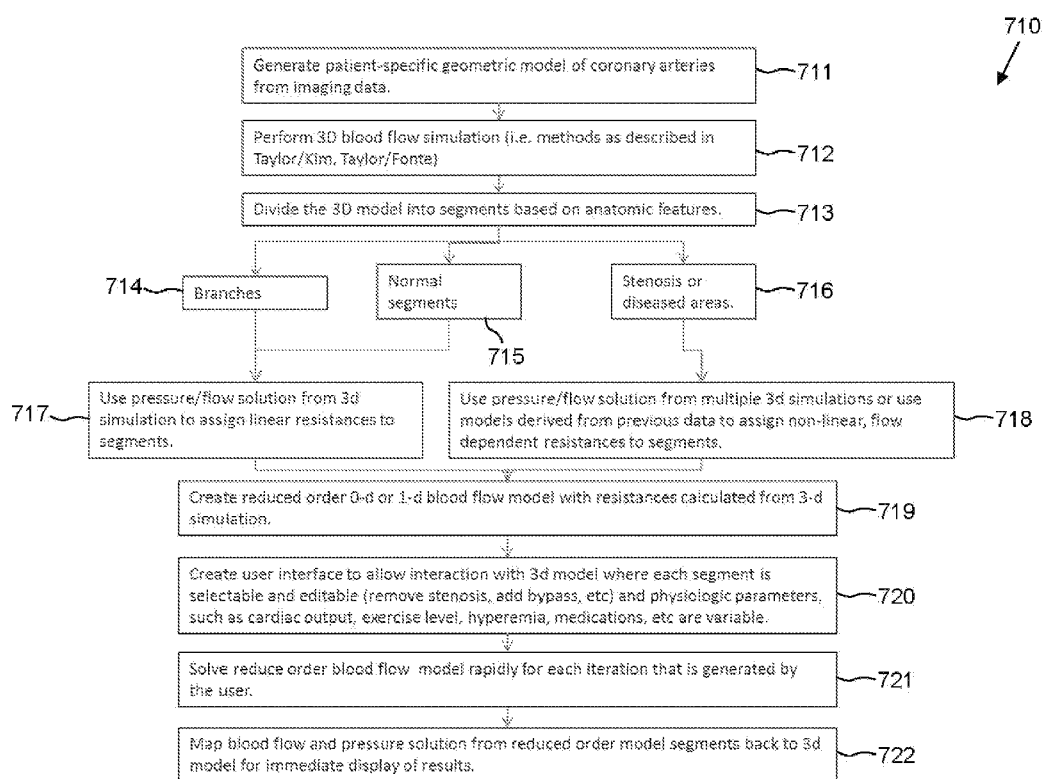 710
Generate patient-specific geometric model of coronary arteries
from imaging data.
711
Perform 3D blood flow simulation (i.e. methods as described in
Taylor/Kim, Taylor/Fonte)
712
Divide the 3D model into segments based on anatomic features.
713
714
Branches
Normal
segments
715
Stenosis or
diseased areas.
716
717
Use pressure/flow solution from 3d
simulation to assign linear resistances to
segments.
Use pressure/flow solution from multiple 3d simulations or use
models derived from previous data to assign non-linear, flow
dependent resistances to segments.
718
Create reduced order 0-d or 1-d blood flow model with resistances calculated from 3-d
simulation.
719
Create user interface to allow interaction with 3d model where each segment is
selectable and editable (remove stenosis, add bypass, etc) and physiologic parameters,
such as cardiac output, exercise level, hyperemia, medications, etc are variable.
720
Solve reduce order blood flow model rapidly for each iteration that is generated by
the user.
721
Map blood flow and pressure solution from reduced order model segments back to 3d
model for immediate display of results.
722